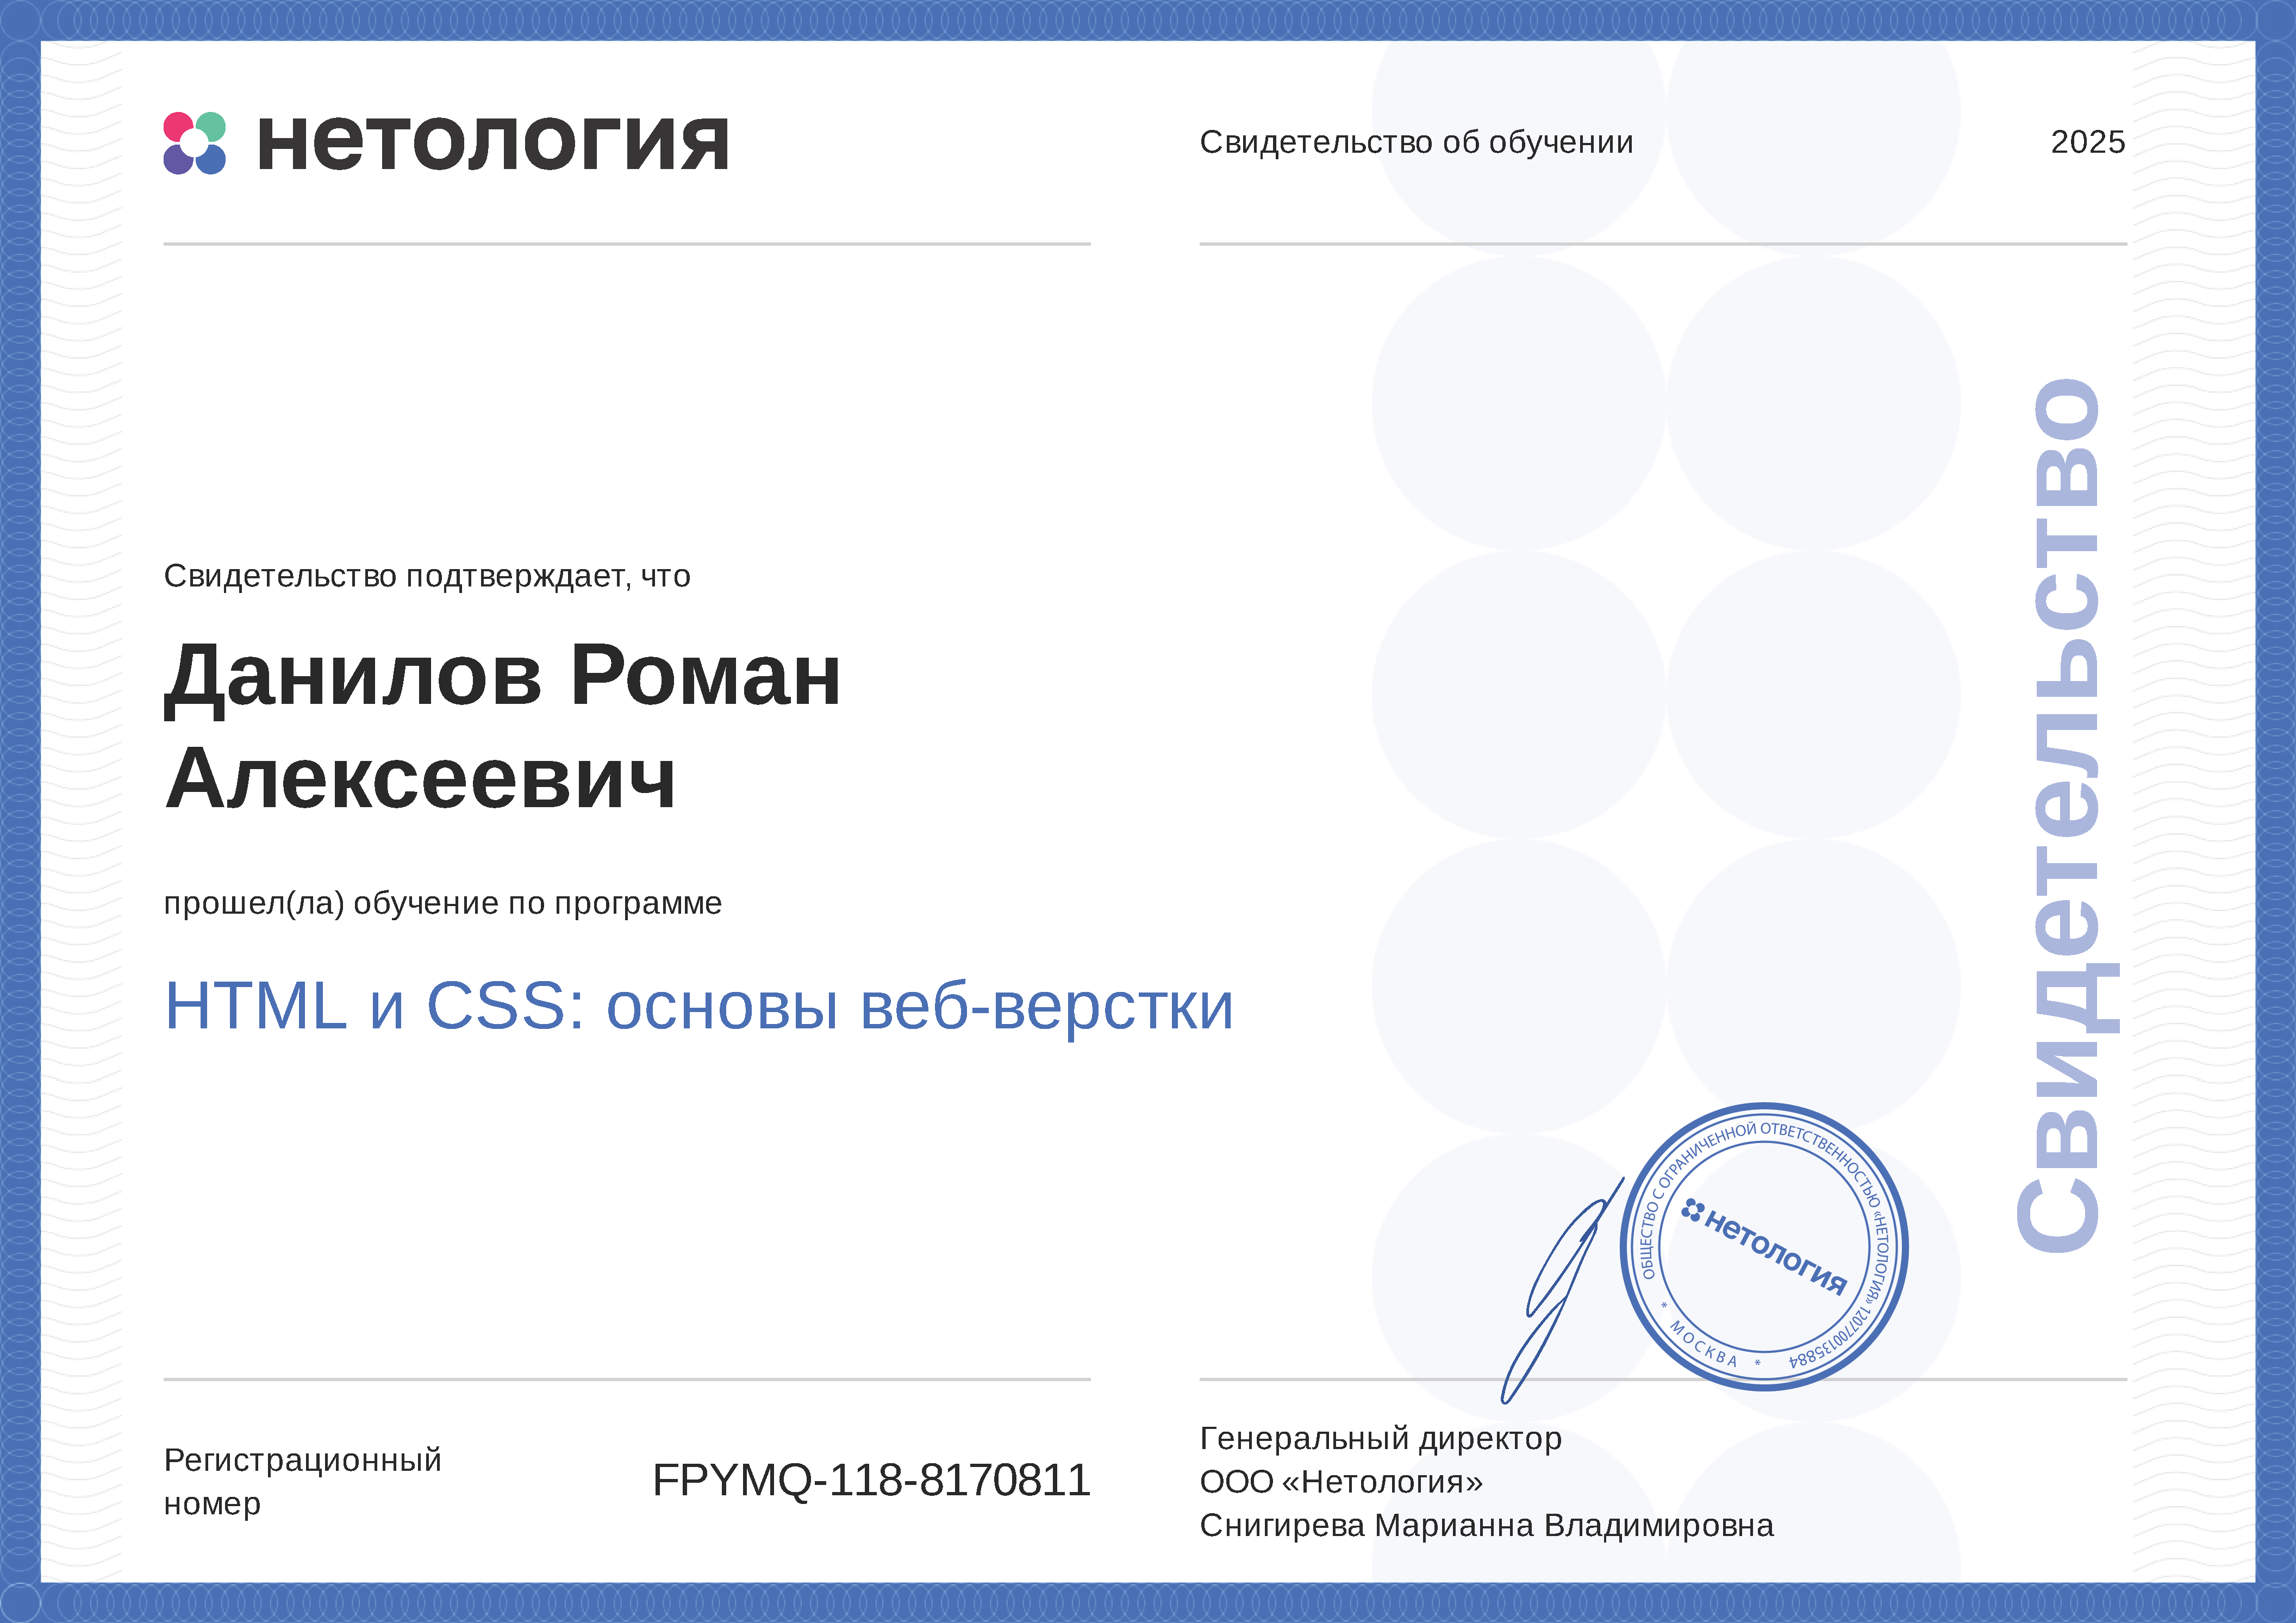 нетология
Свидетельство об обучении
2025
Свидетельство подтверждает, что
Данилов Роман
Алексеевич
прошел(ла) обучение по программе
HTML и CSS: основы веб-верстки
Свидетельство
ОБЩЕСТВО С ОГРАНИЧЕННОЙ ОТВЕТСТВЕННОСТЬЮ «НЕТОЛОГИЯ» 1207700135884
* МОСКВА *
нетология
Регистрационный
номер
FPYMQ-118-8170811
Генеральный директор
ООО «Нетология»
Снигирева Марианна Владимировна